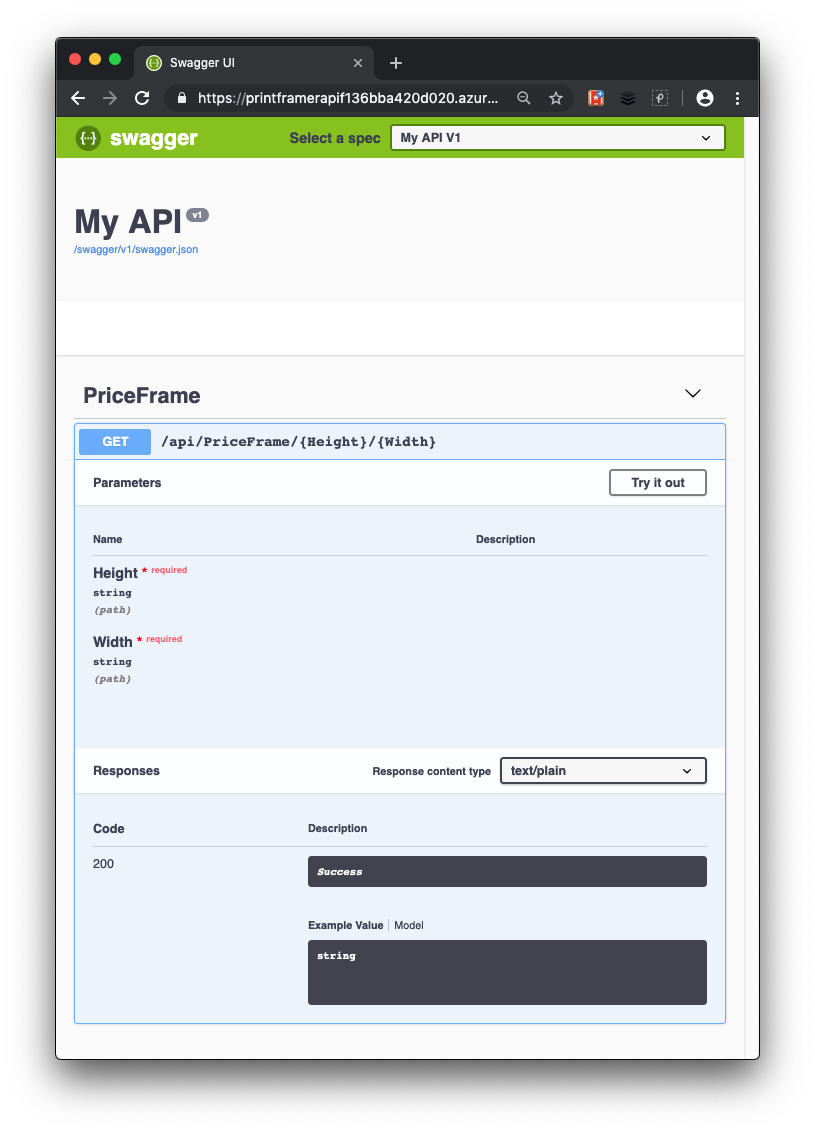 Swagger UI
https://printframerapif136bba420d020.azur...
swagger
Select a spec
My API V1
My API v1
/swagger/v1/swagger.json
PriceFrame
GET /api/PriceFrame/{Height}/{Width}
Parameters
Try it out
Name Description
Height * required
string
(path)
Width * required
string
(path)
Responses
Response content type
text/plain
Code Description
200
Success
Example Value Model
string